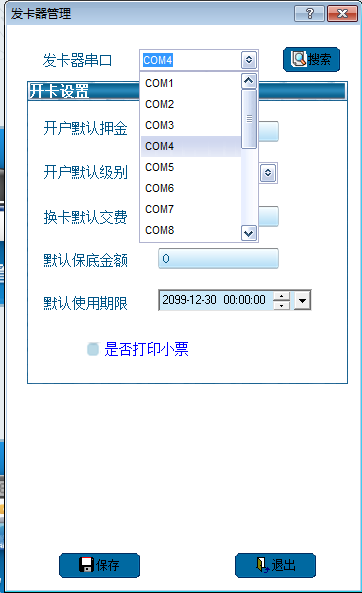 发卡器管理
发卡器串口 COM4 搜索
开卡设置
COM1
COM2
COM3
COM4
COM5
COM6
COM7
COM8
开户默认押金
开户默认级别
换卡默认交费
默认保底金额 0
默认使用期限 2099-12-30 00:00:00
是否打印小票
保存 退出